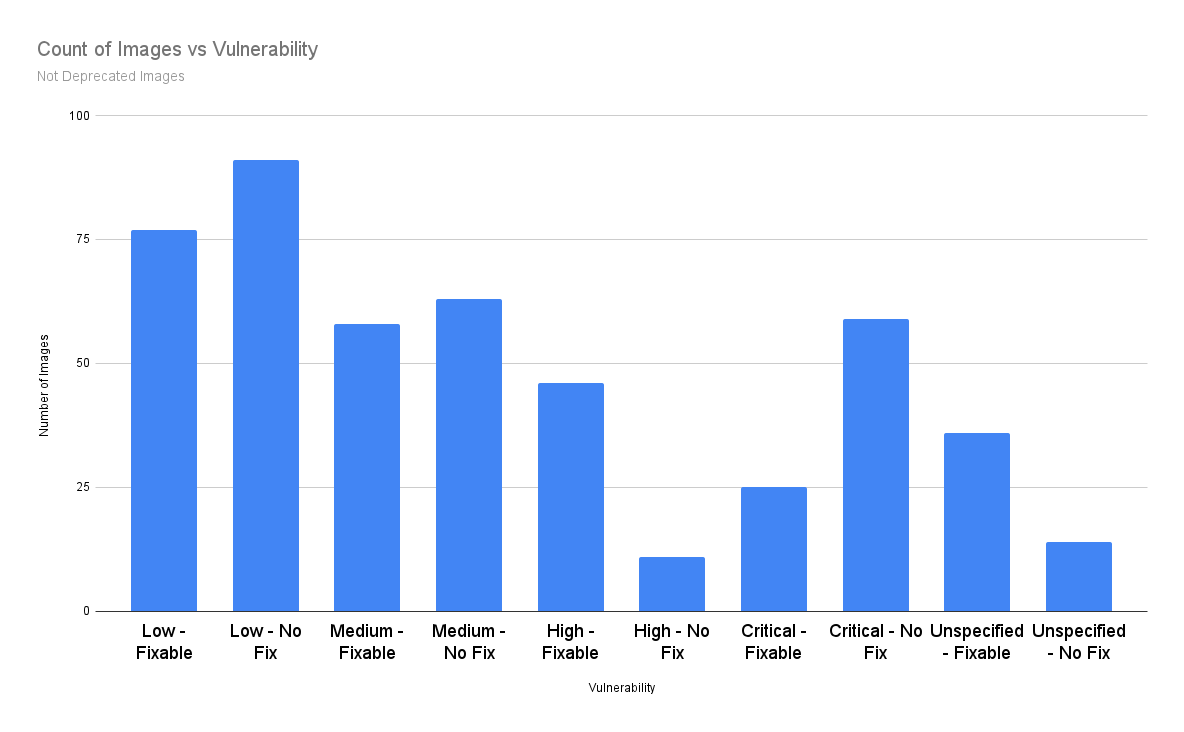 Count of Images vs Vulnerability
Not Deprecated Images
100
75
50
25
0
Number of Images
Low -
Fixable
Low - No
Fix
Medium -
Fixable
Medium -
No Fix
High -
Fixable
High - No
Fix
Critical -
Fixable
Critical - No
Fix
Unspecified
- Fixable
Unspecified
- No Fix
Vulnerability